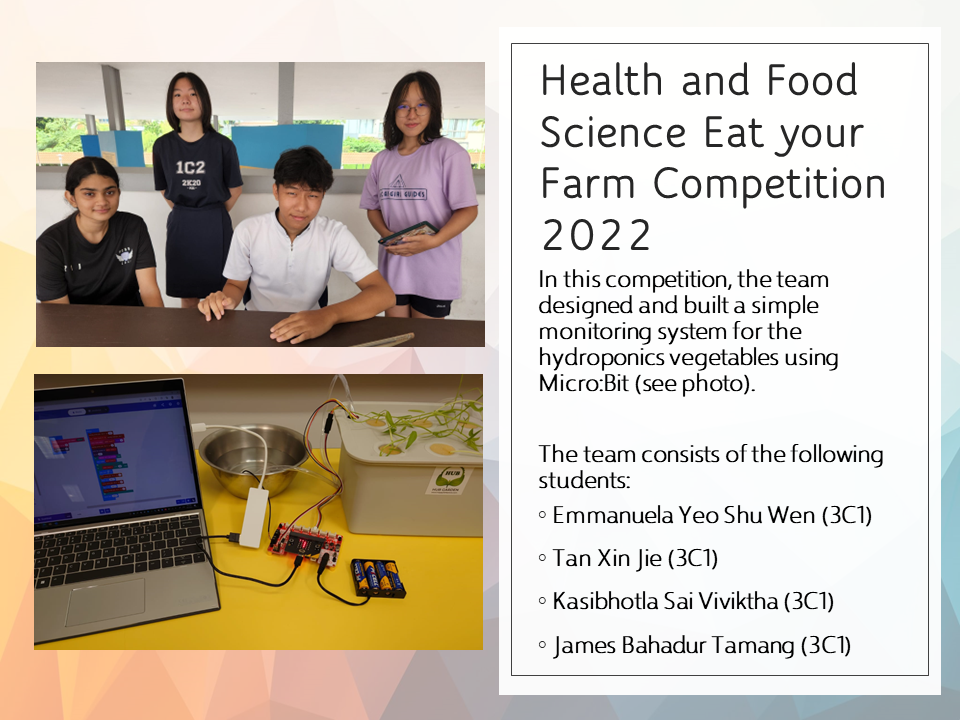 Health and Food
Science Eat your
Farm Competition
2022
In this competition, the team
designed and built a simple
monitoring system for the
hydroponics vegetables using
Micro:Bit (see photo).
The team consists of the following
students:
◦ Emmanuela Yeo Shu Wen (3C1)
◦ Tan Xin Jie (3C1)
◦ Kasibhotla Sai Viviktha (3C1)
◦ James Bahadur Tamang (3C1)
1C2
2K20
GUIDES
HUB